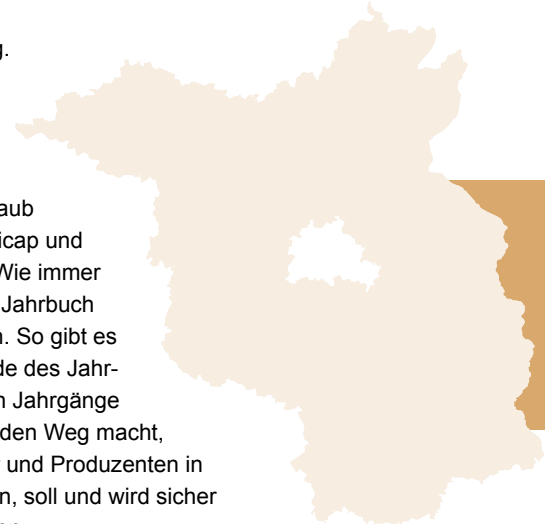 g.
aub
icap und
Wie immer
Jahrbuch
n. So gibt es
de des Jahr-
n Jahrgänge
den Weg macht,
r und Produzenten in
n, soll und wird sicher